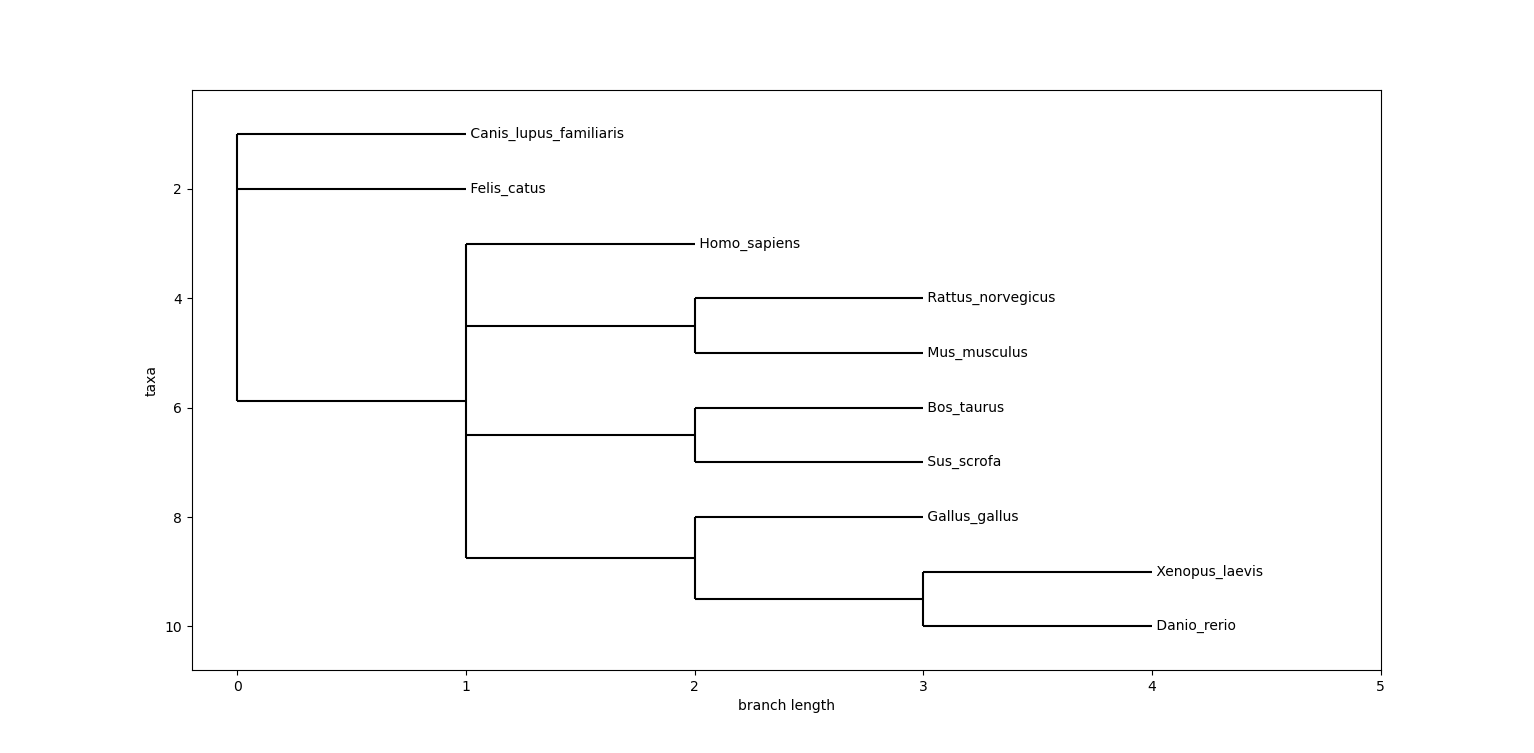 Canis_lupus_familiaris
2
Felis_catus
Homo_sapiens
4
Rattus_norvegicus
Mus_musculus
taxa
6
Bos_taurus
Sus_scrofa
8
Gallus_gallus
Xenopus_laevis
10
Danio_rerio
0 1 2 3 4 5
branch length